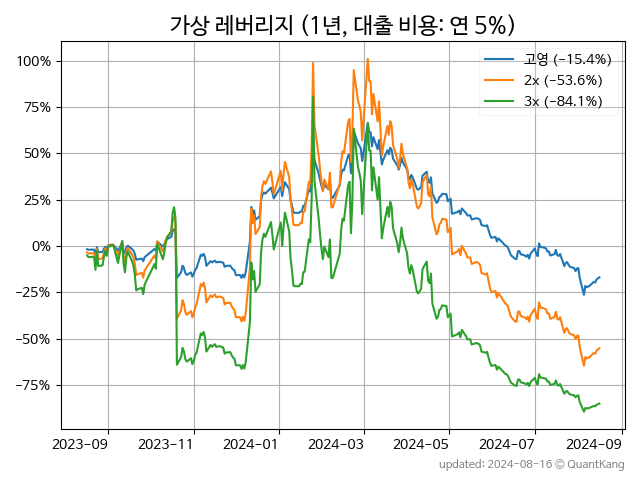 가상 레버리지 (1년, 대출 비용: 연 5%)
고영 (−15.4%)
2x (−53.6%)
3x (−84.1%)
100%
75%
50%
25%
0%
−25%
−50%
−75%
2023-09 2023-11 2024-01 2024-03 2024-05 2024-07 2024-09
updated: 2024-08-16 © QuantKang